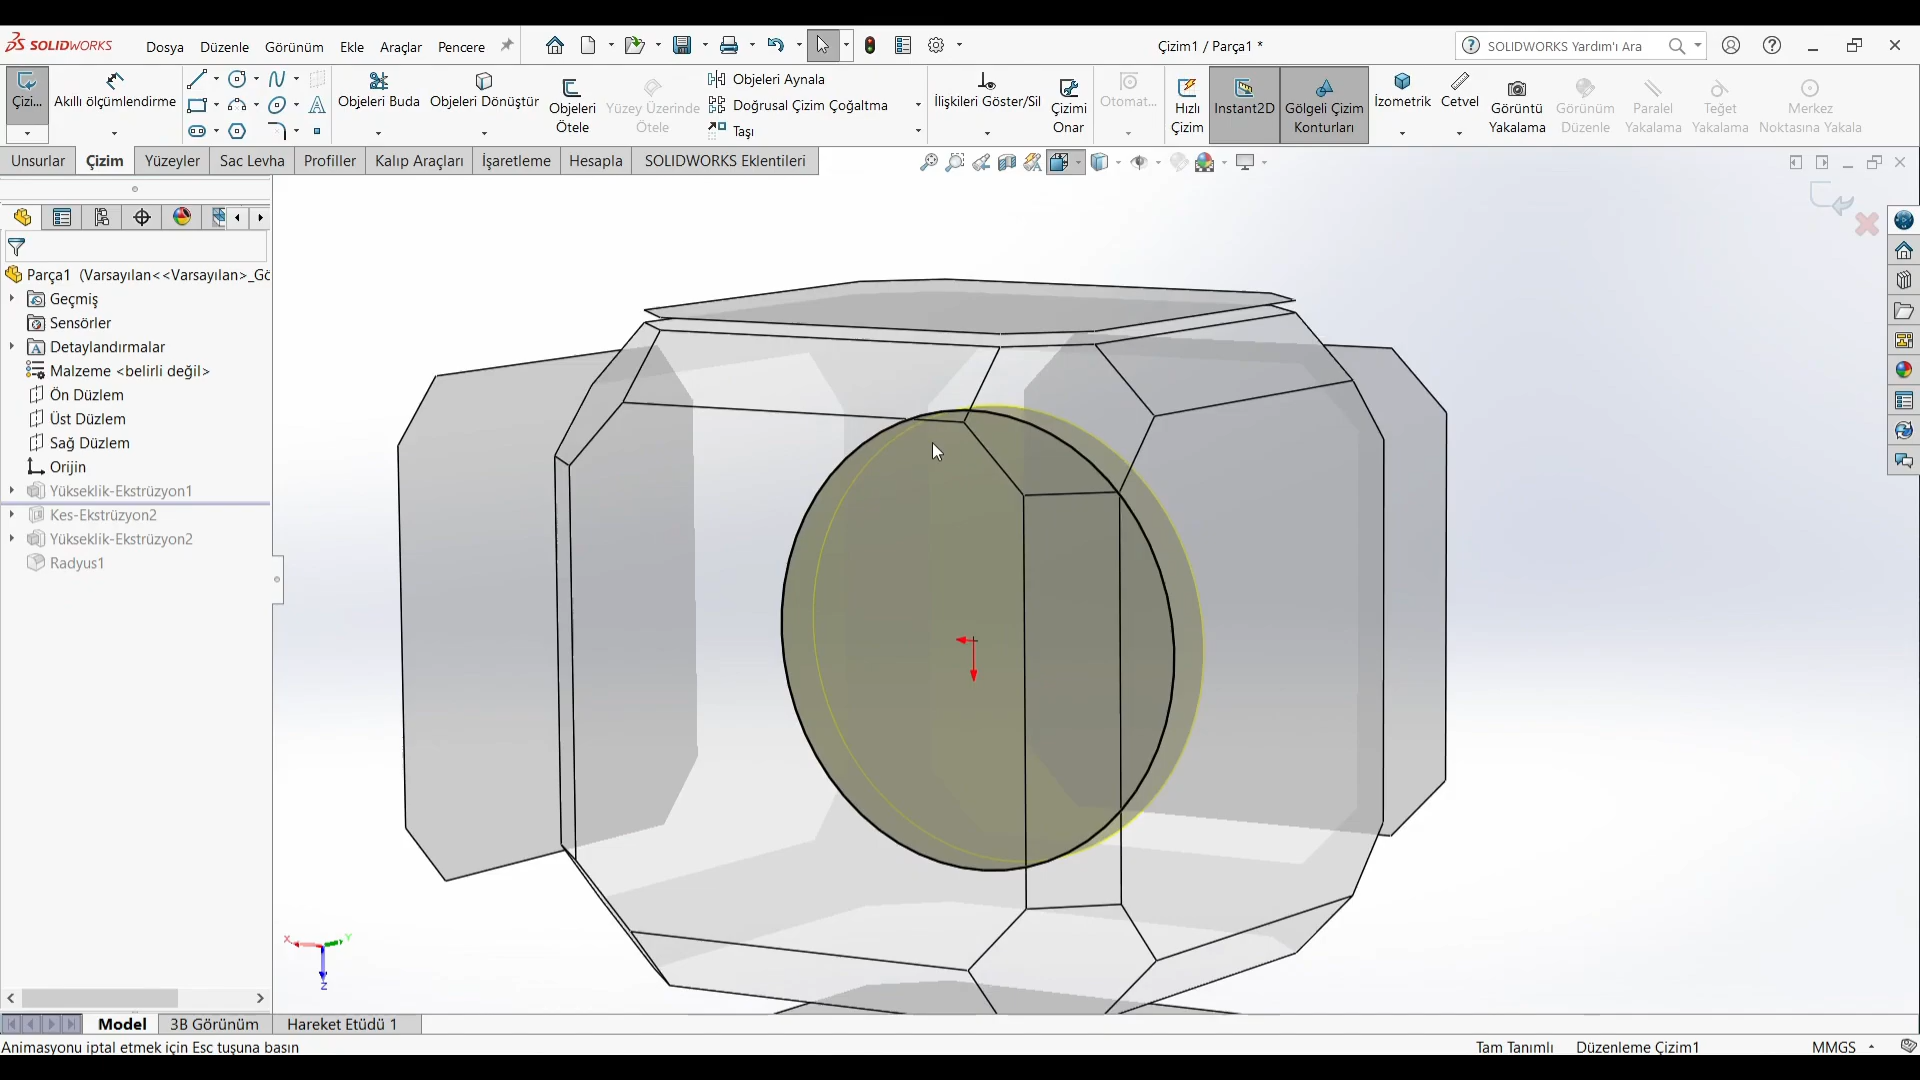 SOLIDWORKS
Dosya Düzenle Görünüm Ekle Araçlar Pencere
Çizim1 / Parça1 *
SOLIDWORKS Yardım'ı Ara
Çizi...
Akıllı ölçümlendirme
Objeleri Buda
Objeleri Dönüştür
Objeleri Ötele
Yüzey Üzerinde Ötele
Objeleri Aynala
Doğrusal Çizim Çoğaltma
Taşı
İlişkileri Göster/Sil
Çizimi Onar
Otomat...
Hızlı Çizim
Instant2D
Gölgeli Çizim Konturları
İzometrik
Cetvel
Görüntü Yakalama
Görünüm Düzenle
Paralel Yakalama
Teğet Yakalama
Merkez Noktasına Yakala
Unsurlar Çizim Yüzeyler Sac Levha Profiller Kalıp Araçları İşaretleme Hesapla SOLIDWORKS Eklentileri
Parça1 (Varsayılan<<Varsayılan>_Gö
Geçmiş
Sensörler
Detaylandırmalar
Malzeme <belirli değil>
Ön Düzlem
Üst Düzlem
Sağ Düzlem
Orijin
Yükseklik-Ekstrüzyon1
Kes-Ekstrüzyon2
Yükseklik-Ekstrüzyon2
Radyus1
X Y
Z
Model 3B Görünüm Hareket Etüdü 1
Animasyonu iptal etmek için Esc tuşuna basın
Tam Tanımlı Düzenleme Çizim1 MMGS